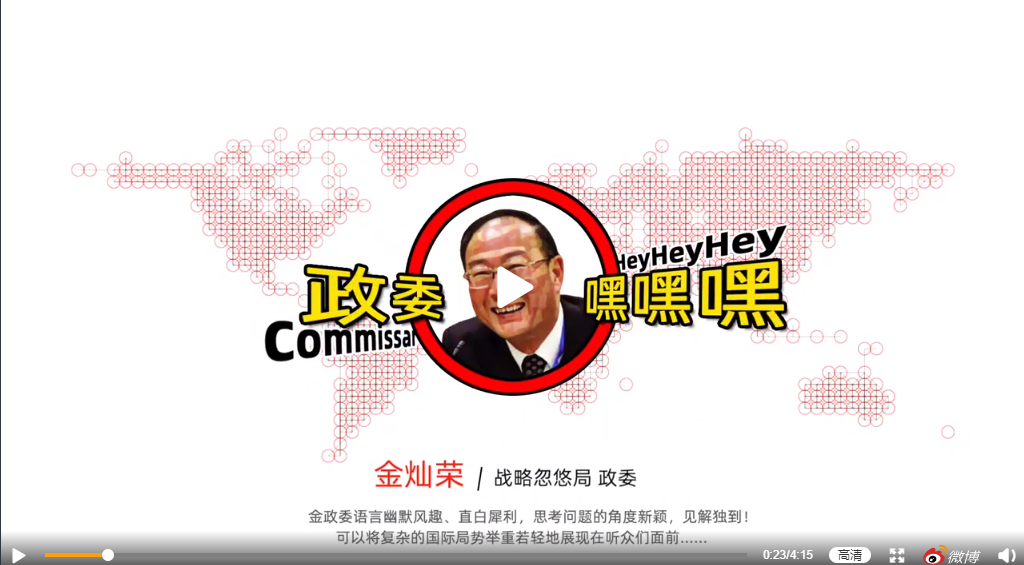 HeyHeyHey
政委 嘿嘿嘿
Commissar
金灿荣 / 战略忽悠局 政委
金政委语言幽默风趣、直白犀利，思考问题的角度新颖，见解独到！
可以将复杂的国际局势举重若轻地展现在听众们面前......
0:23/4:15 高清 微博